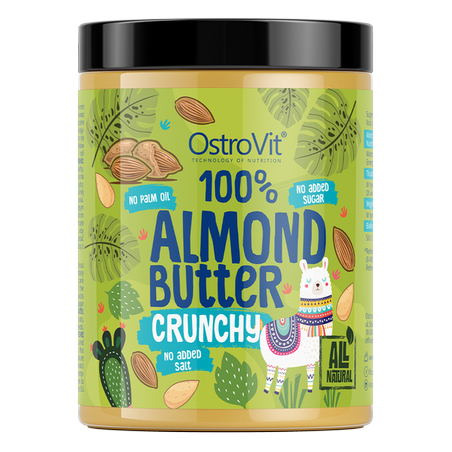 OstroVit®
TECHNOLOGY OF NUTRITION
100%
NO PALM OIL
NO ADDED
SUGAR
ALMOND
BUTTER
CRUNCHY
NO ADDED
SALT
ALL
NATURAL